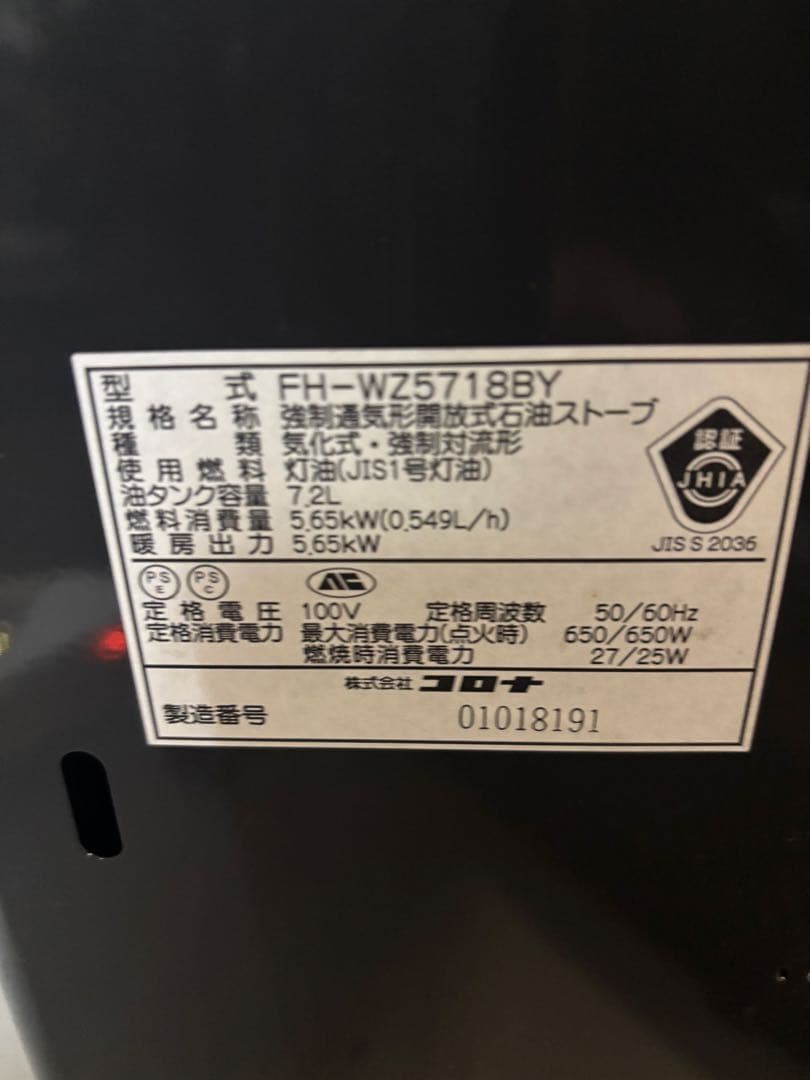 型式 FH-WZ5718BY
規格名称 強制通気形開放式石油ストーブ
種類 気化式・強制対流形
使用燃料 灯油(JIS1号灯油)
油タンク容量 7.2L
燃料消費量 5.65kW(0.549L/h)
暖房出力 5.65kW
認証
JHIA
JIS S 2036
PS E PS C
定格電圧 100V 定格周波数 50/60Hz
定格消費電力 最大消費電力(点火時) 650/650W
燃焼時消費電力 27/25W
株式会社 コロナ
製造番号 01018191